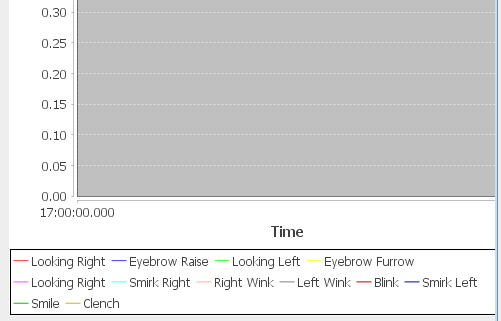 0.30
0.25
0.20
0.15
0.10
0.05
0.00
17:00:00.000
Time
Looking Right Eyebrow Raise Looking Left Eyebrow Furrow
Looking Right Smirk Right Right Wink Left Wink Blink Smirk Left
Smile Clench